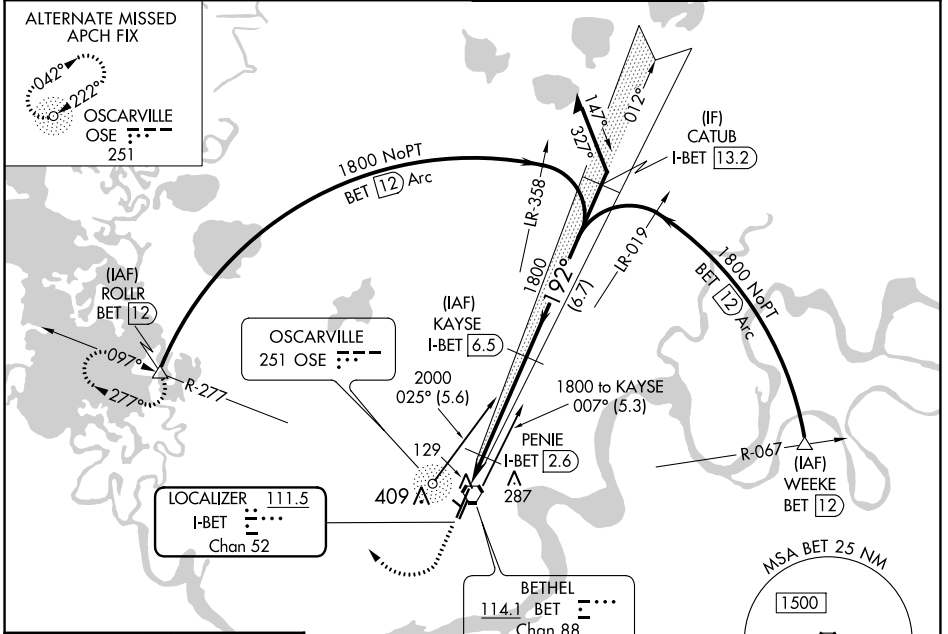 ALTERNATE MISSED
APCH FIX
042°
222°
OSCARVILLE
OSE
251
1800 NoPT
BET 12 Arc
LR-358
147°
327°
012°
(IF)
CATUB
I-BET 13.2
LR-019
1800 NoPT
BET 12 Arc
1800
192°
(6.7)
(IAF)
ROLLR
BET 12
097°
277°
R-277
(IAF)
KAYSE
I-BET 6.5
OSCARVILLE
251 OSE
2000
025° (5.6)
1800 to KAYSE
007° (5.3)
PENIE
I-BET 2.6
129
409
287
R-067
(IAF)
WEEKE
BET 12
LOCALIZER 111.5
I-BET
Chan 52
BETHEL
114.1 BET
Chan 88
MSA BET 25 NM
1500